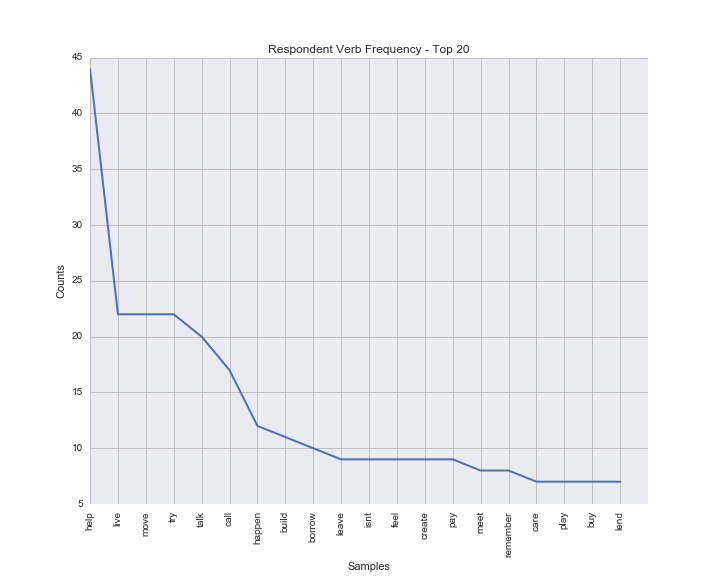 Respondent Verb Frequency - Top 20
45
40
35
30
25
20
15
10
5
Counts
help
live
move
try
talk
call
happen
build
borrow
leave
isnt
feel
create
pay
meet
remember
care
play
buy
lend
Samples